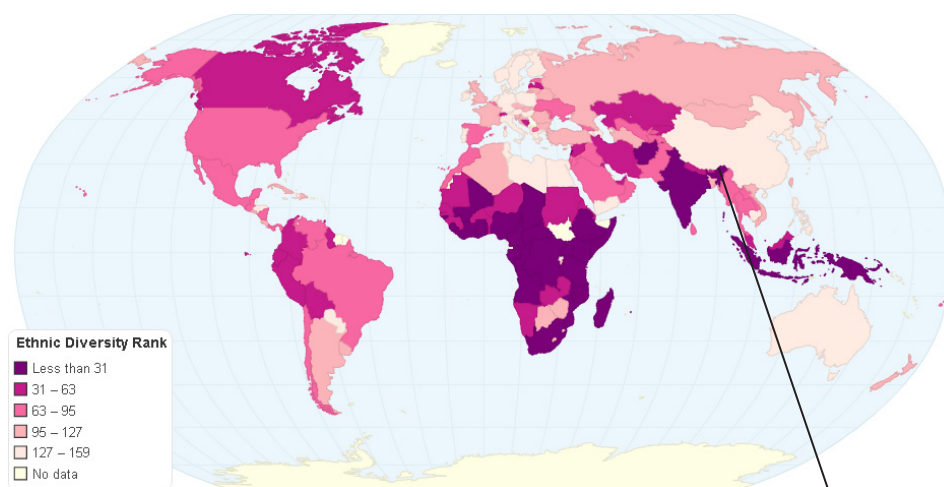 Ethnic Diversity Rank
Less than 31
31 – 63
63 – 95
95 – 127
127 – 159
No data